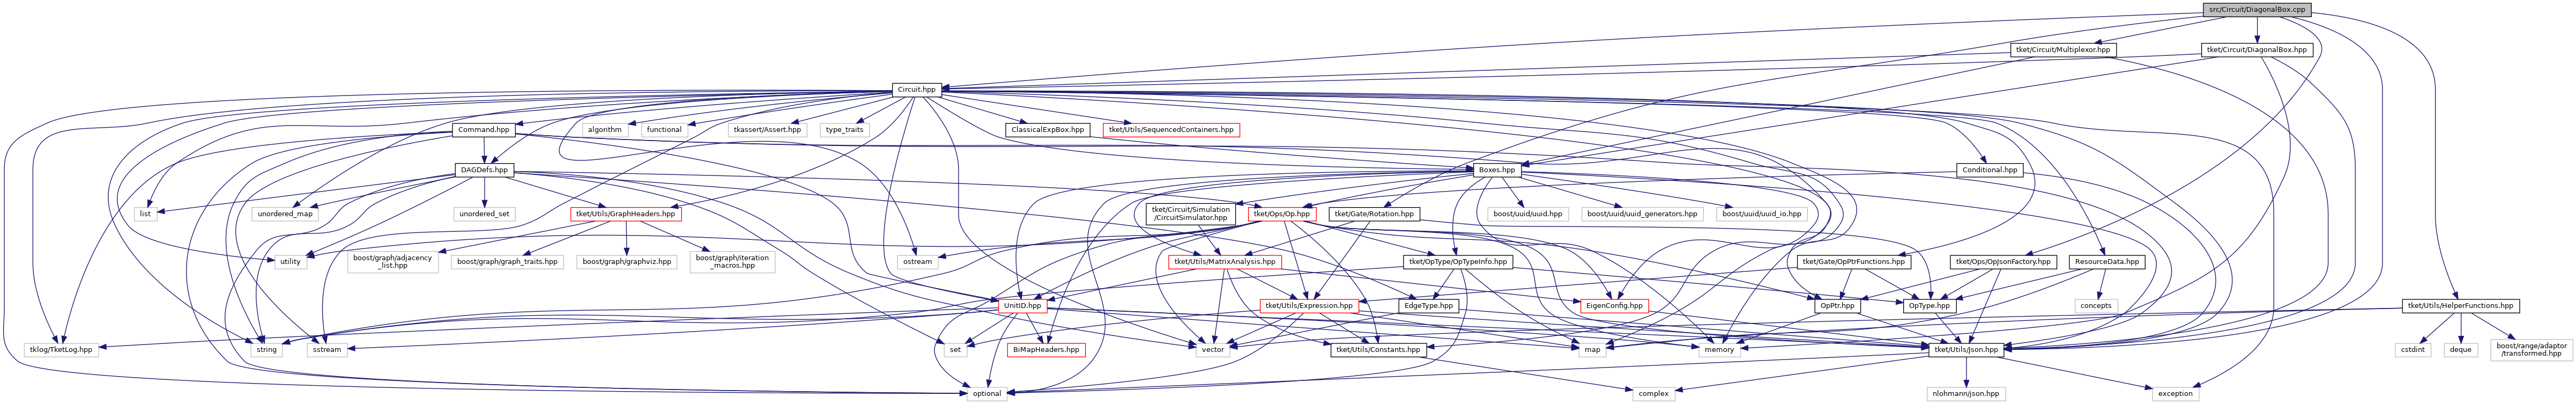 src/Circuit/DiagonalBox.cpp
tket/Circuit/Multiplexor.hpp
tket/Circuit/DiagonalBox.hpp
Circuit.hpp
Command.hpp
algorithm
functional
tkassert/Assert.hpp
type_traits
ClassicalExpBox.hpp
tket/Utils/SequencedContainers.hpp
DAGDefs.hpp
Boxes.hpp
Conditional.hpp
list
unordered_map
unordered_set
tket/Utils/GraphHeaders.hpp
tket/Circuit/Simulation
/CircuitSimulator.hpp
tket/Ops/Op.hpp
tket/Gate/Rotation.hpp
boost/uuid/uuid.hpp
boost/uuid/uuid_generators.hpp
boost/uuid/uuid_io.hpp
utility
boost/graph/adjacency
_list.hpp
boost/graph/graph_traits.hpp
boost/graph/graphviz.hpp
boost/graph/iteration
_macros.hpp
ostream
tket/Utils/MatrixAnalysis.hpp
tket/OpType/OpTypeInfo.hpp
tket/Gate/OpPtrFunctions.hpp
tket/Ops/OpJsonFactory.hpp
ResourceData.hpp
UnitID.hpp
tket/Utils/Expression.hpp
EdgeType.hpp
EigenConfig.hpp
OpPtr.hpp
OpType.hpp
concepts
tket/Utils/HelperFunctions.hpp
tklog/TketLog.hpp
string
sstream
set
BiMapHeaders.hpp
vector
tket/Utils/Constants.hpp
map
memory
tket/Utils/Json.hpp
cstdint
deque
boost/range/adaptor
/transformed.hpp
optional
complex
nlohmann/json.hpp
exception